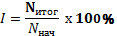 I = Nитог / Nнач x 100%